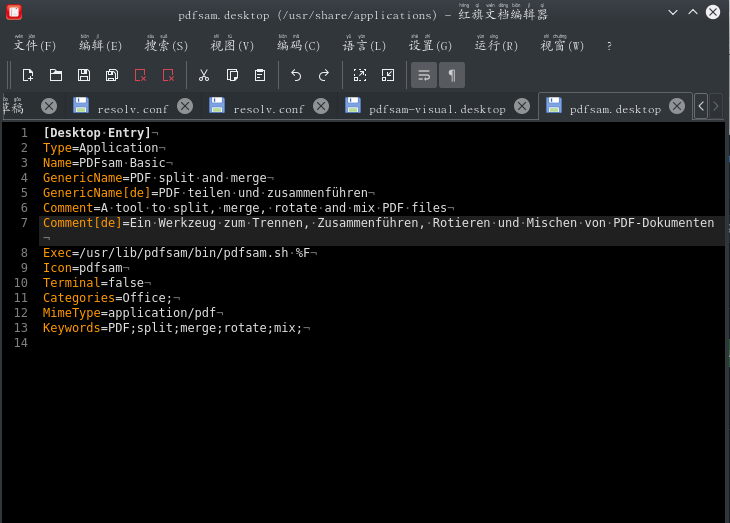 pdfsam.desktop (/usr/share/applications) – 红旗文档编辑器
文件(F) 编辑(E) 搜索(S) 视图(V) 编码(C) 语言(L) 设置(G) 运行(R) 视窗(W) ?
草稿 resolv.conf resolv.conf pdfsam-visual.desktop pdfsam.desktop
1 [Desktop·Entry]¬
2 Type=Application¬
3 Name=PDFsam·Basic¬
4 GenericName=PDF·split·and·merge¬
5 GenericName[de]=PDF·teilen·und·zusammenführen¬
6 Comment=A·tool·to·split,·merge,·rotate·and·mix·PDF·files¬
7 Comment[de]=Ein·Werkzeug·zum·Trennen,·Zusammenführen,·Rotieren·und·Mischen·von·PDF-Dokumenten
¬
8 Exec=/usr/lib/pdfsam/bin/pdfsam.sh·%F¬
9 Icon=pdfsam¬
10 Terminal=false¬
11 Categories=Office;¬
12 MimeType=application/pdf¬
13 Keywords=PDF;split;merge;rotate;mix;¬
14